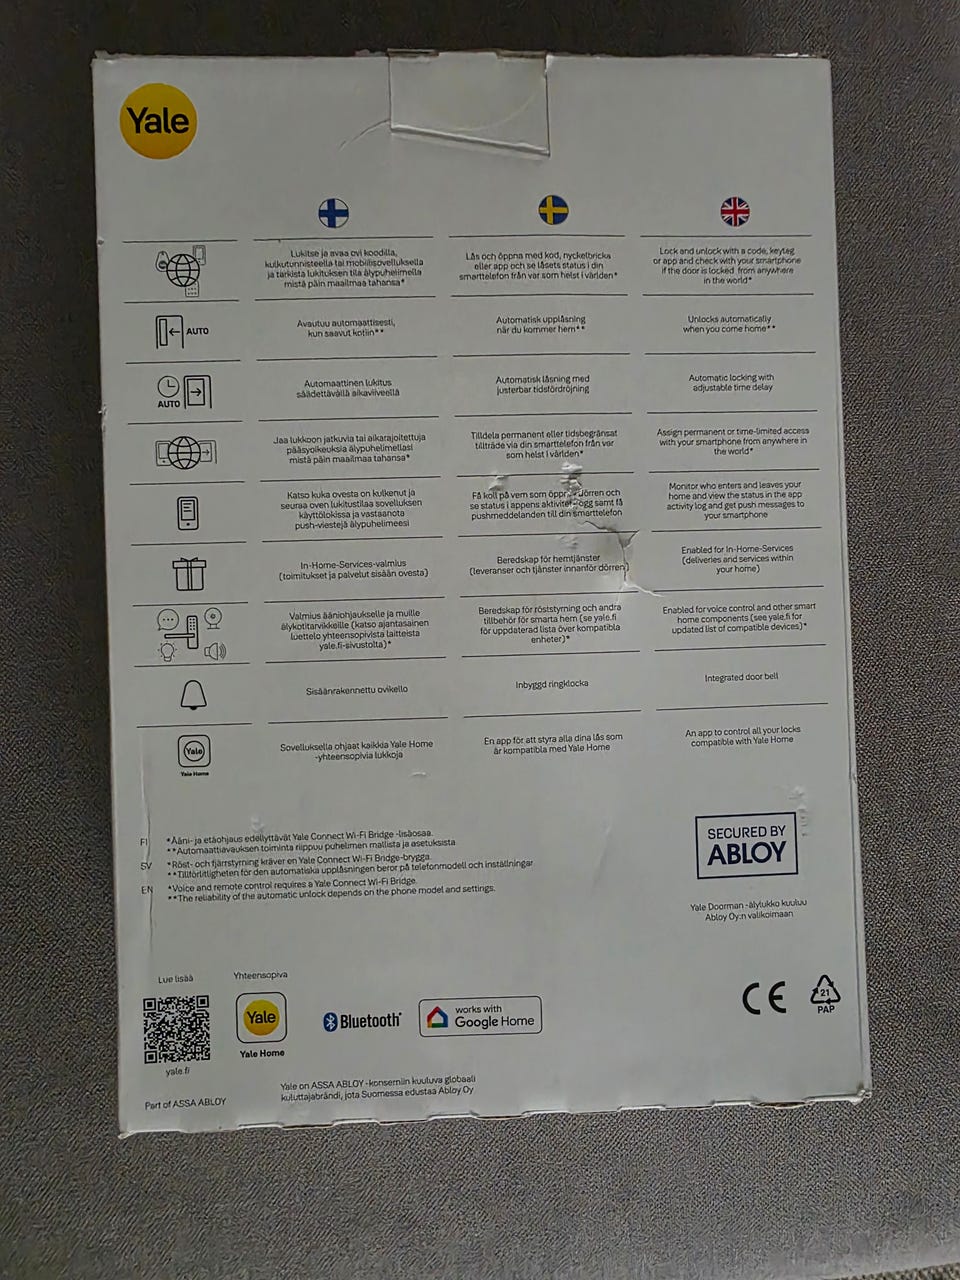 Yale
Lukitse ja avaa ovi koodilla,
kulkutunnisteella tai mobiilisovelluksella
ja tarkista lukituksen tila älypuhelimella
mistä päin maailmaa tahansa*
Lås och öppna med kod, nyckelbricka
eller app och se låsets status i din
smarttelefon från var som helst i världen*
Lock and unlock with a code, keytag
or app and check with your smartphone
if the door is locked from anywhere
in the world*
AUTO
Avautuu automaattisesti,
kun saavut kotiin**
Automatisk upplåsning
när du kommer hem**
Unlocks automatically
when you come home**
AUTO
Automaattinen lukitus
säädettävällä aikaviiveellä
Automatisk låsning med
justerbar tidsfördröjning
Automatic locking with
adjustable time delay
Jaa lukkoon jatkuvia tai aikarajoitettuja
pääsyoikeuksia älypuhelimellasi
mistä päin maailmaa tahansa*
Tilldela permanent eller tidsbegränsat
tillträde via din smarttelefon från var
som helst i världen*
Assign permanent or time-limited access
with your smartphone from anywhere in
the world*
Katso kuka ovesta on kulkenut ja
seuraa oven lukitustilaa sovelluksen
käyttölokissa ja vastaanota
push-viestejä älypuhelimeesi
Få koll på vem som öppn dörren och
se status i appens aktivitetslogg samt få
pushmeddelanden till din smarttelefon
Monitor who enters and leaves your
home and view the status in the app
activity log and get push messages to
your smartphone
In-Home-Services-valmius
(toimitukset ja palvelut sisään ovesta)
Beredskap för hemtjänster
(leveranser och tjänster innanför dörren)
Enabled for In-Home-Services
(deliveries and services within
your home)
Valmius ääniohjaukselle ja muille
älykotitarvikkeille (katso ajantasainen
luettelo yhteensopivista laitteista
yale.fi-sivustolta)*
Beredskap för röststyrning och andra
tillbehör för smarta hem (se yale.fi
för uppdaterad lista över kompatibla
enheter)*
Enabled for voice control and other smart
home components (see yale.fi for
updated list of compatible devices)*
Sisäänrakennettu ovikello
Inbyggd ringklocka
Integrated door bell
Yale
Yale Home
Sovelluksella ohjaat kaikkia Yale Home
-yhteensopivia lukkoja
En app för att styra alla dina lås som
är kompatibla med Yale Home
An app to control all your locks
compatible with Yale Home
FI *Ääni- ja etäohjaus edellyttävät Yale Connect Wi-Fi Bridge -lisäosaa.
**Automaattiavauksen toiminta riippuu puhelimen mallista ja asetuksista
SV *Röst- och fjärrstyrning kräver en Yale Connect Wi-Fi Bridge-brygga.
**Tillförlitligheten för den automatiska upplåsningen beror på telefonmodell och inställningar
EN *Voice and remote control requires a Yale Connect Wi-Fi Bridge.
**The reliability of the automatic unlock depends on the phone model and settings.
SECURED BY
ABLOY
Yale Doorman -älylukko kuuluu
Abloy Oy:n valikoimaan
Lue lisää
yale.fi
Yhteensopiva
Yale
Yale Home
Bluetooth®
works with
Google Home
CE
21
PAP
Part of ASSA ABLOY
Yale on ASSA ABLOY -konserniin kuuluva globaali
kuluttajabrändi, jota Suomessa edustaa Abloy Oy